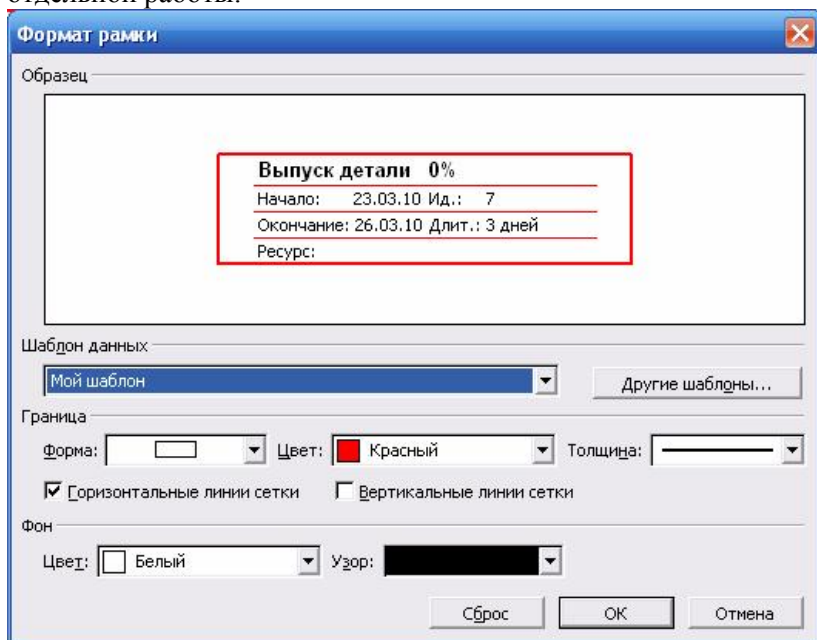 отдельной работы.
Формат рамки
Образец
Выпуск детали 0%
Начало: 23.03.10 Ид.: 7
Окончание: 26.03.10 Длит.: 3 дней
Ресурс:
Шаблон данных
Мой шаблон
Другие шаблоны...
Граница
Форма: Цвет: Красный Толщина:
Горизонтальные линии сетки Вертикальные линии сетки
Фон
Цвет: Белый Узор:
Сброс ОК Отмена